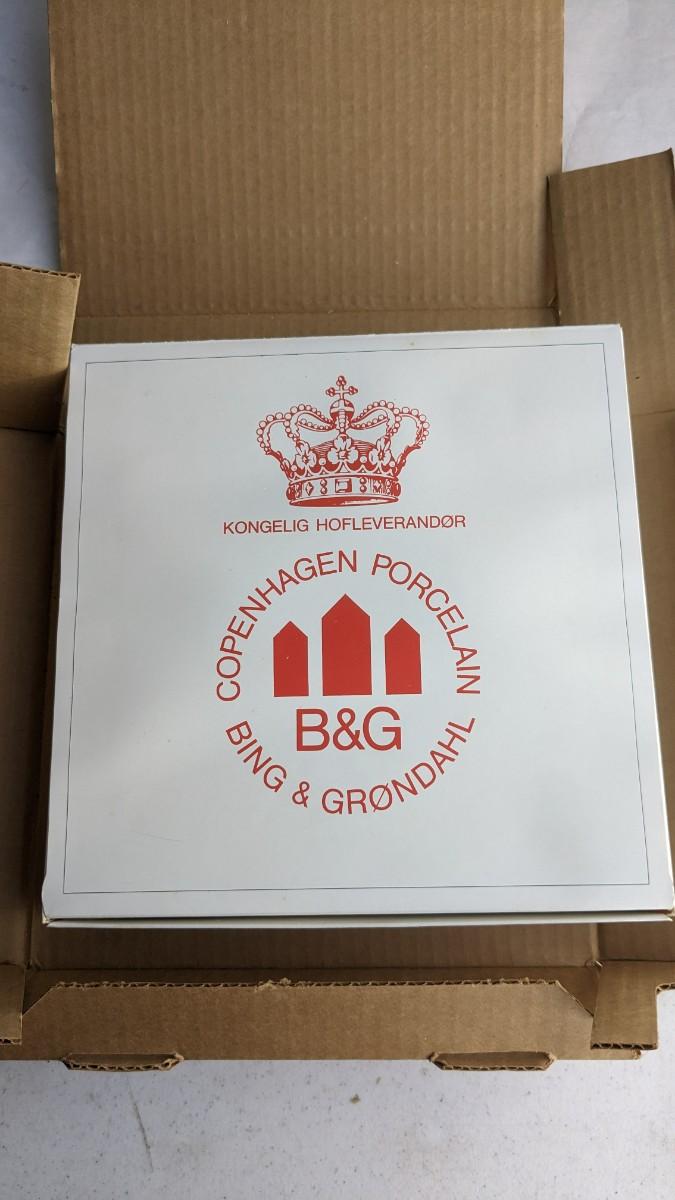 KONGELIG HOFLEVERANDØR
COPENHAGEN PORCELAIN
B&G
BING & GRØNDAHL